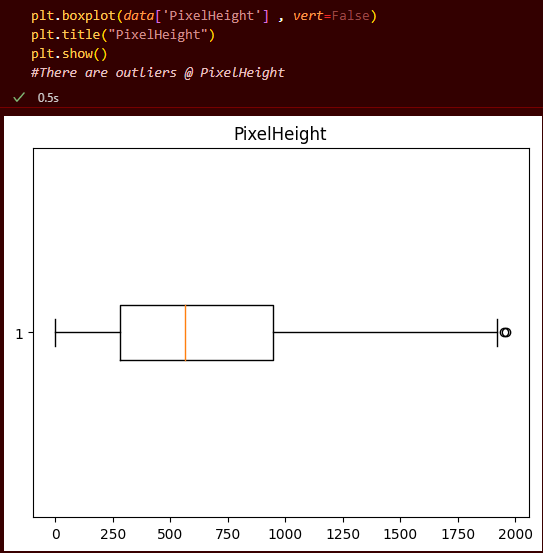 plt.boxplot(data['PixelHeight'] , vert=False)
plt.title("PixelHeight")
plt.show()
#There are outliers @ PixelHeight
0.5s
PixelHeight
1
0 250 500 750 1000 1250 1500 1750 2000